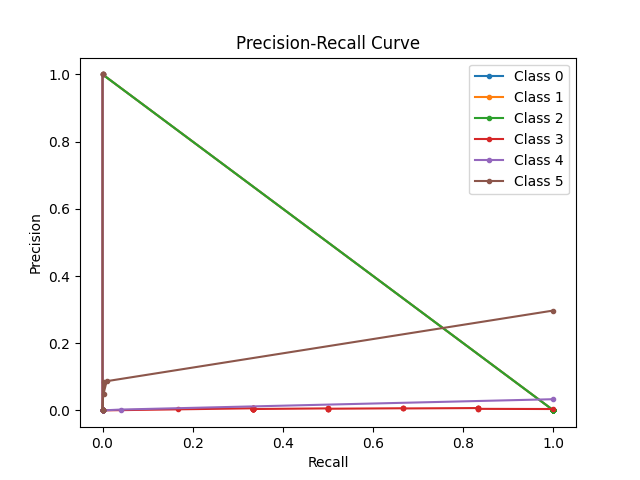 Precision-Recall Curve
1.0
0.8
0.6
0.4
0.2
0.0
Precision
Class 0
Class 1
Class 2
Class 3
Class 4
Class 5
0.0 0.2 0.4 0.6 0.8 1.0
Recall